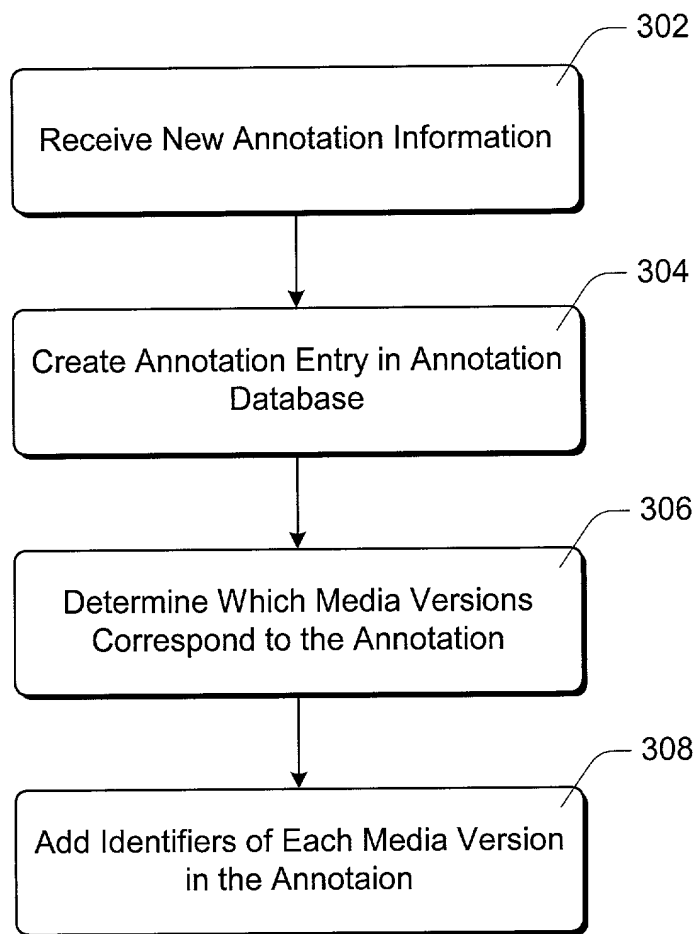 302
Receive New Annotation Information
304
Create Annotation Entry in Annotation
Database
306
Determine Which Media Versions
Correspond to the Annotation
308
Add Identifiers of Each Media Version
in the Annotaion